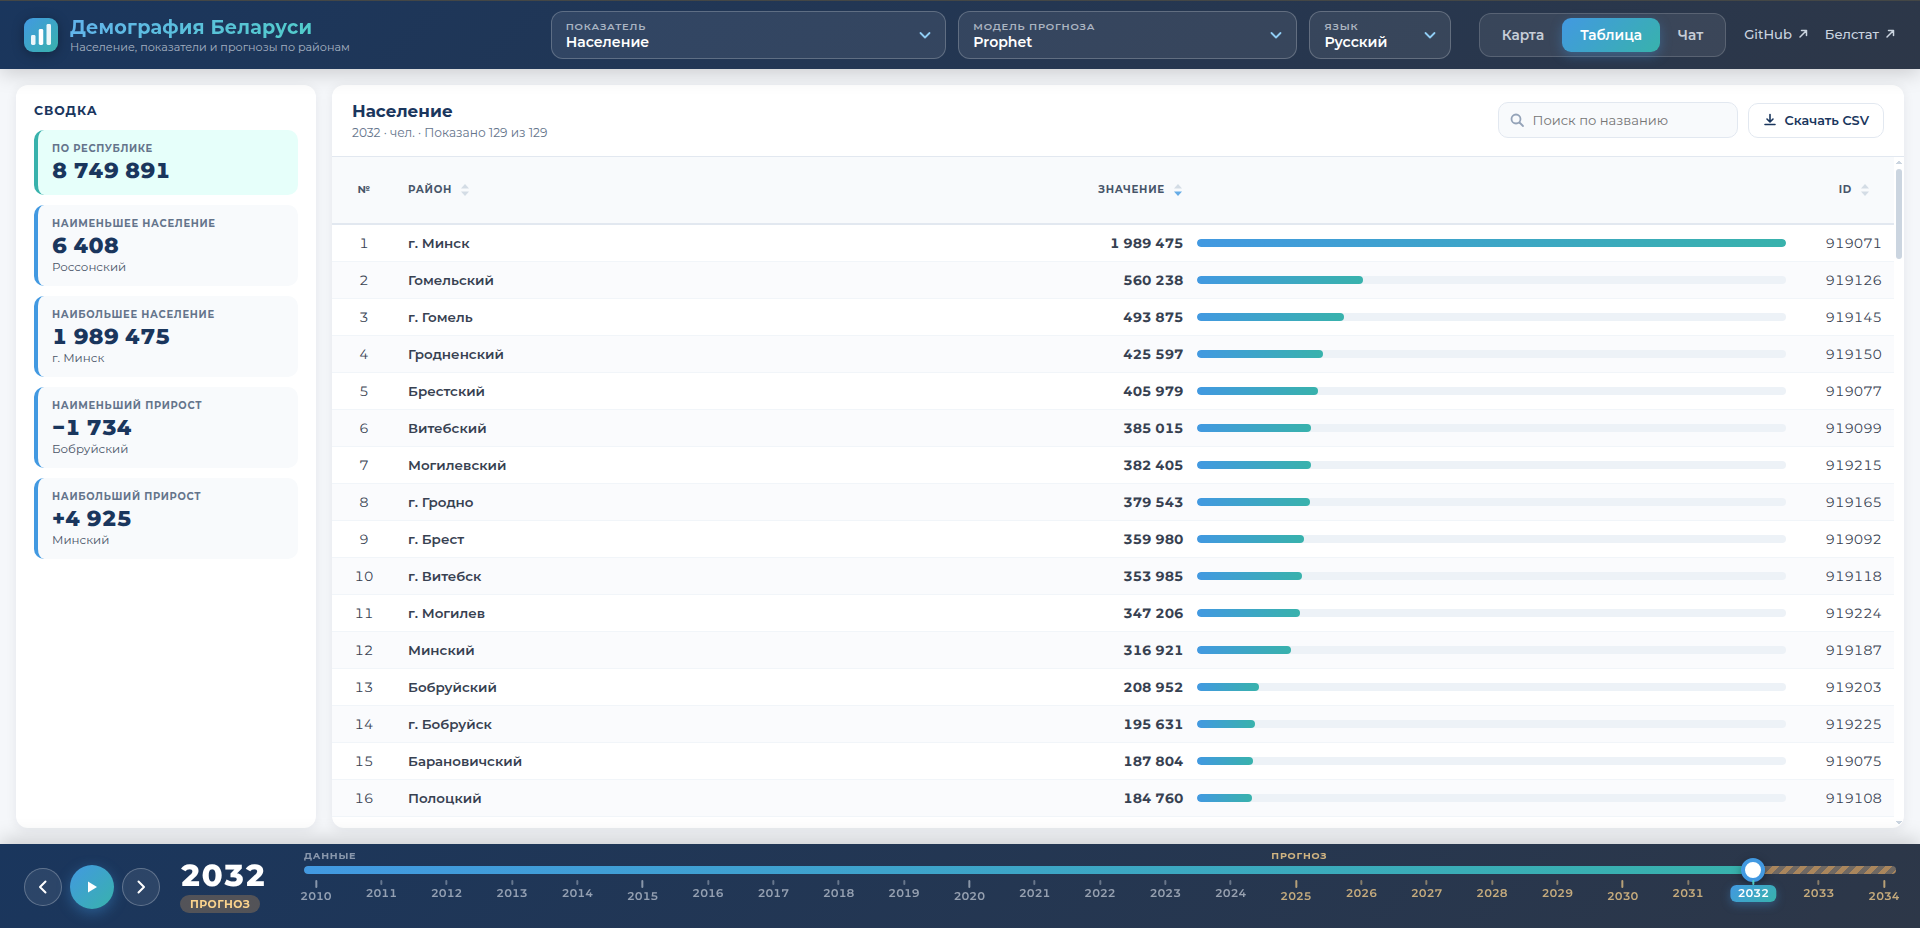 Демография Беларуси
Население, показатели и прогнозы по районам
ПОКАЗАТЕЛЬ
Население
МОДЕЛЬ ПРОГНОЗА
Prophet
ЯЗЫК
Русский
Карта
Таблица
Чат
GitHub
Белстат
СВОДКА
ПО РЕСПУБЛИКЕ
8 749 891
НАИМЕНЬШЕЕ НАСЕЛЕНИЕ
6 408
Россонский
НАИБОЛЬШЕЕ НАСЕЛЕНИЕ
1 989 475
г. Минск
НАИМЕНЬШИЙ ПРИРОСТ
−1 734
Бобруйский
НАИБОЛЬШИЙ ПРИРОСТ
+4 925
Минский
Население
2032 · чел. · Показано 129 из 129
Поиск по названию
Скачать CSV
№ РАЙОН ЗНАЧЕНИЕ ID
1 г. Минск 1 989 475 919071
2 Гомельский 560 238 919126
3 г. Гомель 493 875 919145
4 Гродненский 425 597 919150
5 Брестский 405 979 919077
6 Витебский 385 015 919099
7 Могилевский 382 405 919215
8 г. Гродно 379 543 919165
9 г. Брест 359 980 919092
10 г. Витебск 353 985 919118
11 г. Могилев 347 206 919224
12 Минский 316 921 919187
13 Бобруйский 208 952 919203
14 г. Бобруйск 195 631 919225
15 Барановичский 187 804 919075
16 Полоцкий 184 760 919108
2032
ПРОГНОЗ
ДАННЫЕ
ПРОГНОЗ
2010 2011 2012 2013 2014 2015 2016 2017 2018 2019 2020 2021 2022 2023 2024 2025 2026 2027 2028 2029 2030 2031 2032 2033 2034